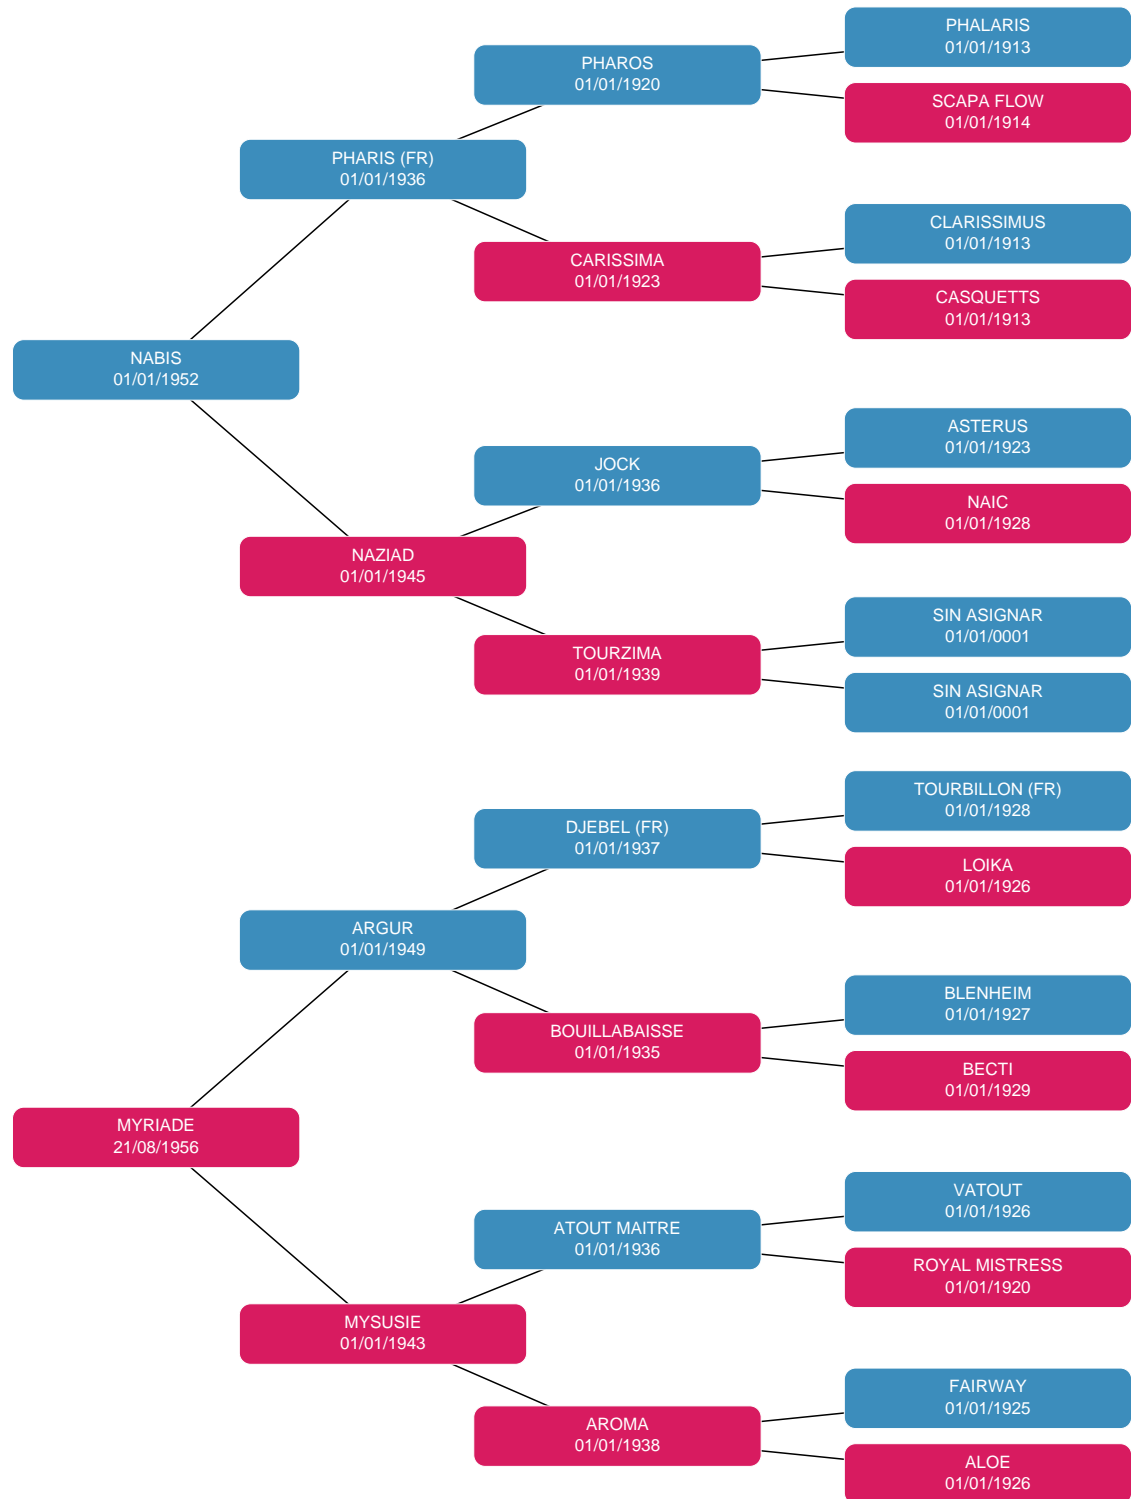 PHALARIS
01/01/1913
PHAROS
01/01/1920
SCAPA FLOW
01/01/1914
PHARIS (FR)
01/01/1936
CLARISSIMUS
01/01/1913
CARISSIMA
01/01/1923
CASQUETTS
01/01/1913
NABIS
01/01/1952
ASTERUS
01/01/1923
JOCK
01/01/1936
NAIC
01/01/1928
NAZIAD
01/01/1945
SIN ASIGNAR
01/01/0001
TOURZIMA
01/01/1939
SIN ASIGNAR
01/01/0001
TOURBILLON (FR)
01/01/1928
DJEBEL (FR)
01/01/1937
LOIKA
01/01/1926
ARGUR
01/01/1949
BLENHEIM
01/01/1927
BOUILLABAISSE
01/01/1935
BECTI
01/01/1929
MYRIADE
21/08/1956
VATOUT
01/01/1926
ATOUT MAITRE
01/01/1936
ROYAL MISTRESS
01/01/1920
MYSUSIE
01/01/1943
FAIRWAY
01/01/1925
AROMA
01/01/1938
ALOE
01/01/1926